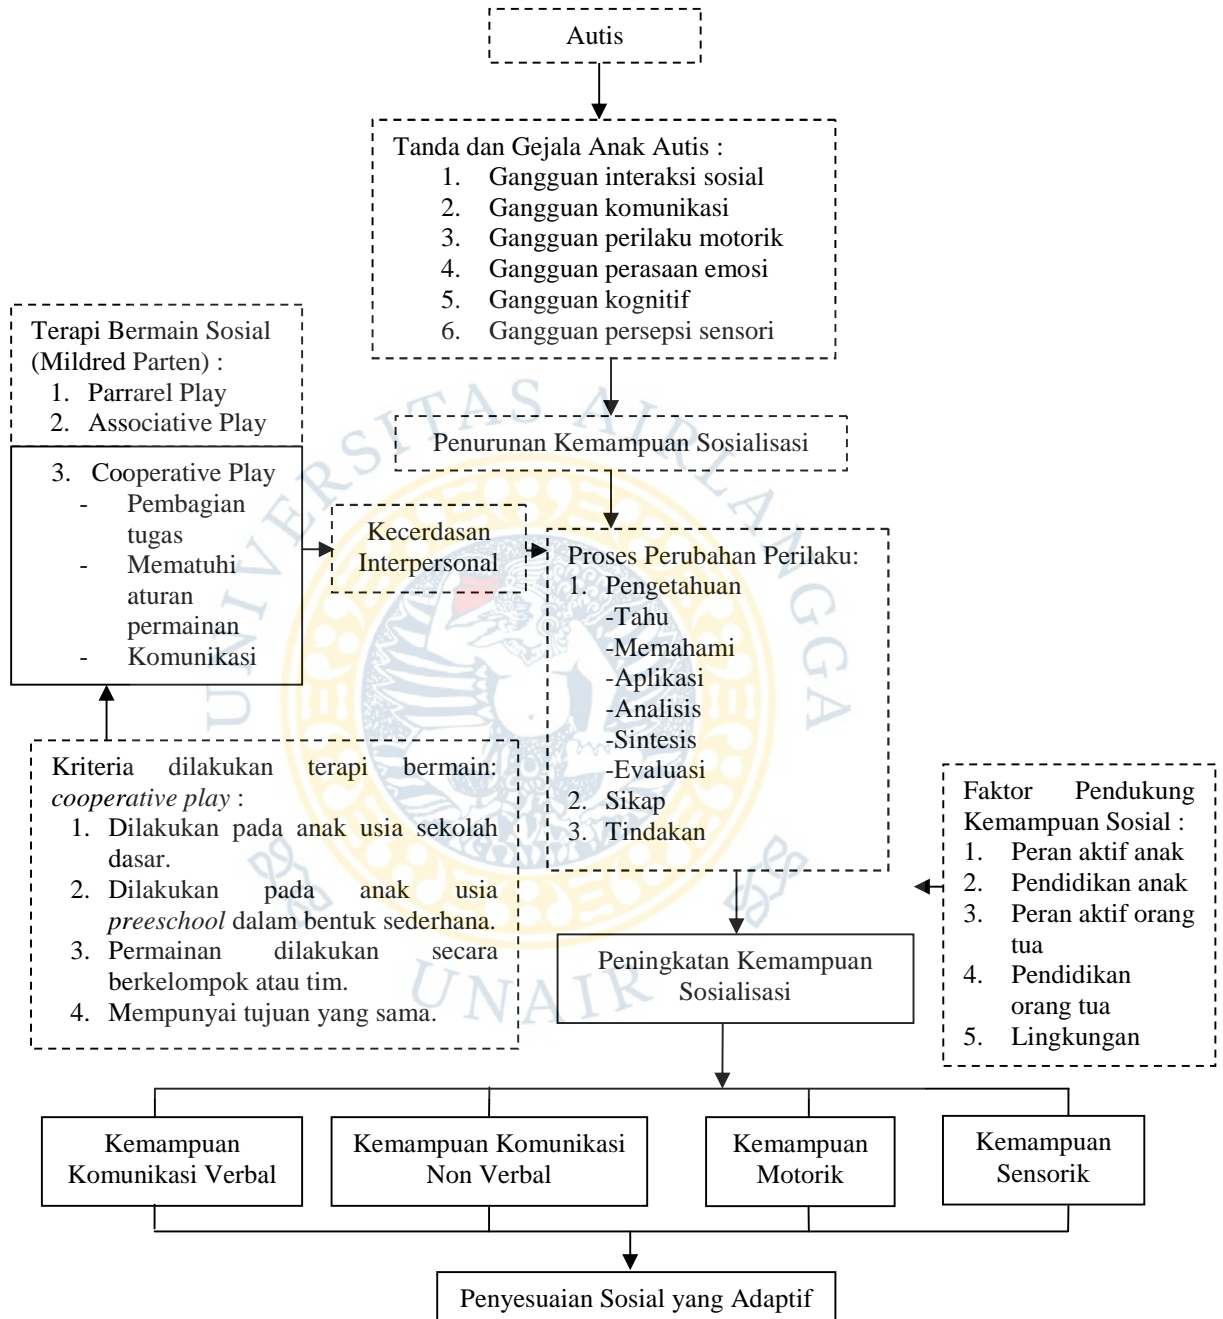 Autis
Tanda dan Gejala Anak Autis :
1. Gangguan interaksi sosial
2. Gangguan komunikasi
3. Gangguan perilaku motorik
4. Gangguan perasaan emosi
5. Gangguan kognitif
6. Gangguan persepsi sensori
Terapi Bermain Sosial
(Mildred Parten) :
1. Parrarel Play
2. Associative Play
3. Cooperative Play
- Pembagian
tugas
- Mematuhi
aturan
permainan
- Komunikasi
Penurunan Kemampuan Sosialisasi
Kecerdasan
Interpersonal
Proses Perubahan Perilaku:
1. Pengetahuan
-Tahu
-Memahami
-Aplikasi
-Analisis
-Sintesis
-Evaluasi
2. Sikap
3. Tindakan
Kriteria dilakukan terapi bermain:
cooperative play :
1. Dilakukan pada anak usia sekolah
dasar.
2. Dilakukan pada anak usia
preeschool dalam bentuk sederhana.
3. Permainan dilakukan secara
berkelompok atau tim.
4. Mempunyai tujuan yang sama.
Faktor Pendukung
Kemampuan Sosial :
1. Peran aktif anak
2. Pendidikan anak
3. Peran aktif orang
tua
4. Pendidikan
orang tua
5. Lingkungan
Peningkatan Kemampuan
Sosialisasi
Kemampuan
Komunikasi Verbal
Kemampuan Komunikasi
Non Verbal
Kemampuan
Motorik
Kemampuan
Sensorik
Penyesuaian Sosial yang Adaptif
UNIVERSITAS AIRLANGGA
UNAIR